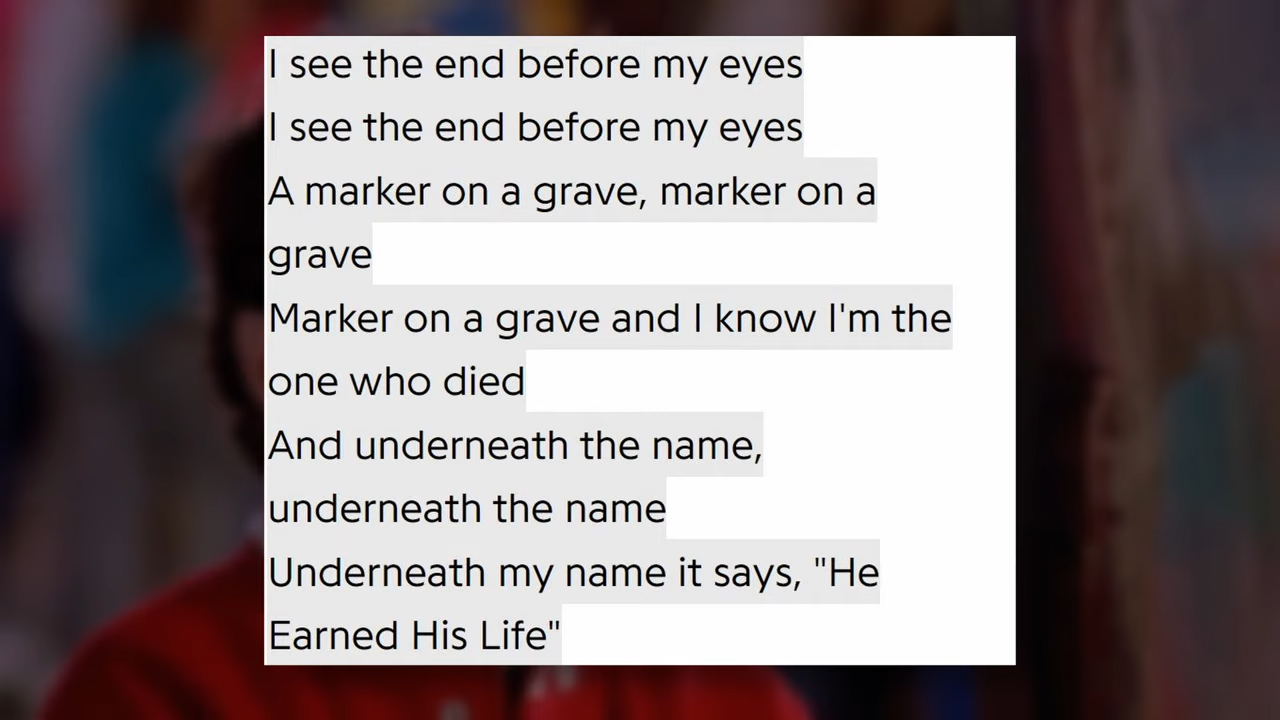 I see the end before my eyes
I see the end before my eyes
A marker on a grave, marker on a
grave
Marker on a grave and I know I'm the
one who died
And underneath the name,
underneath the name
Underneath my name it says, "He
Earned His Life"